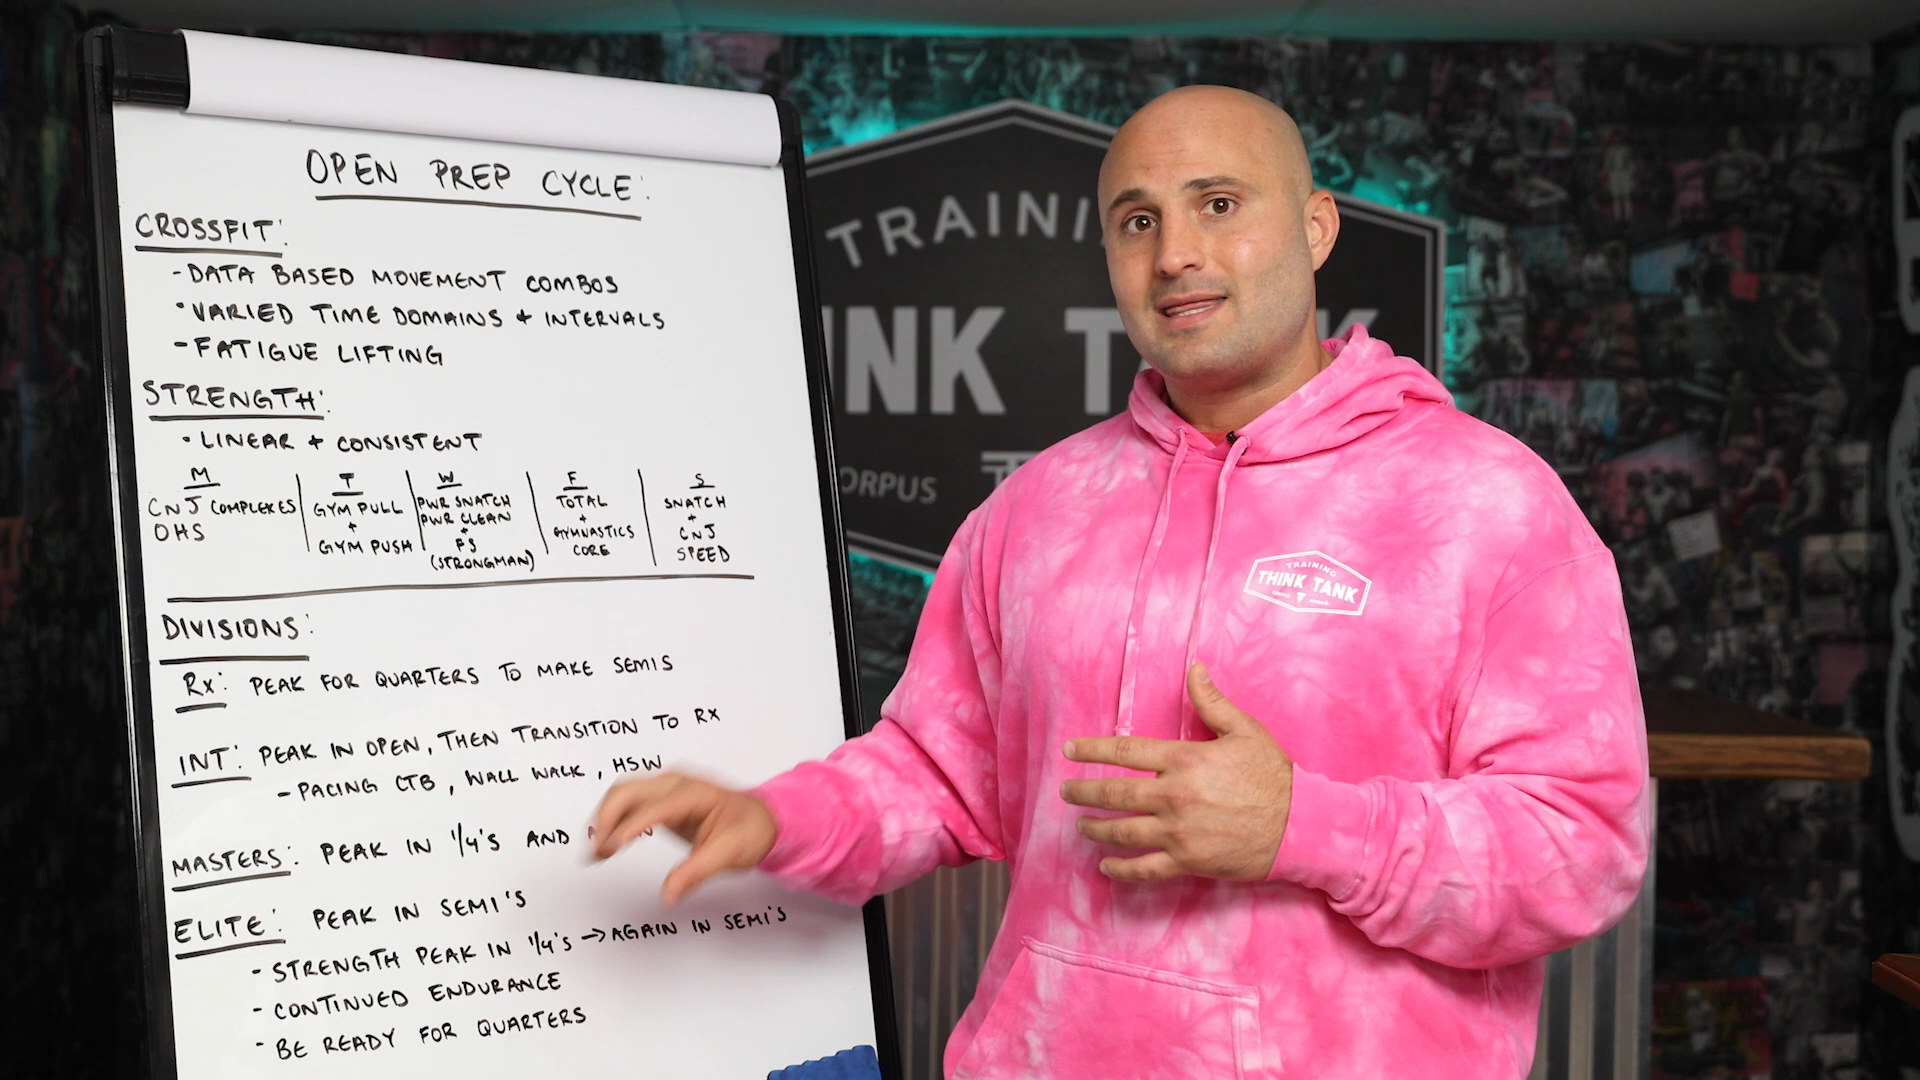 OPEN PREP CYCLE:
CROSSFIT:
- DATA BASED MOVEMENT COMBOS
• VARIED TIME DOMAINS + INTERVALS
- FATIGUE LIFTING
STRENGTH:
• LINEAR + CONSISTENT
M
CNJ COMPLEXES
OHS
T
GYM PULL
+
GYM PUSH
W
PWR SNATCH
PWR CLEAN
+
FS
(STRONGMAN)
F
TOTAL
+
GYMNASTICS
CORE
S
SNATCH
+
CNJ
SPEED
DIVISIONS:
Rx: PEAK FOR QUARTERS TO MAKE SEMIS
INT: PEAK IN OPEN, THEN TRANSITION TO RX
- PACING CTB, WALL WALK, HSW
MASTERS: PEAK IN 1/4'S AND
ELITE: PEAK IN SEMI'S
- STRENGTH PEAK IN 1/4'S → AGAIN IN SEMI'S
- CONTINUED ENDURANCE
- BE READY FOR QUARTERS
TRAINI
INK T K
ORPUS
TRAINING
THINK TANK